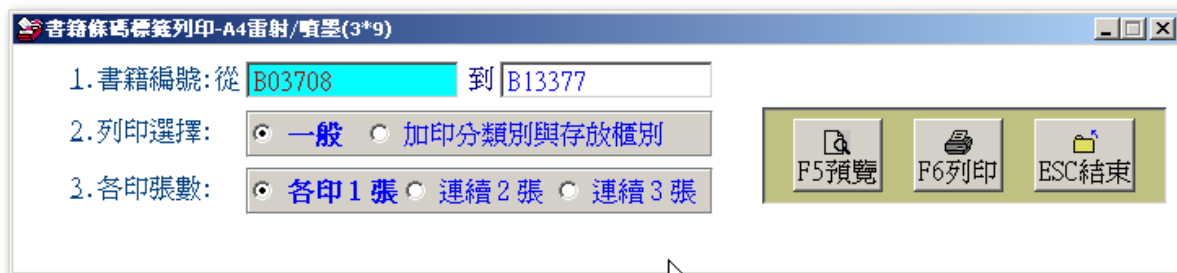 書籍條碼標籤列印-A4雷射/噴墨(3*9)
1.書籍編號:從 B03708 到 B13377
2.列印選擇: 一般 加印分類別與存放櫃別
3.各印張數: 各印1張 連續2張 連續3張
F5預覽 F6列印 ESC結束